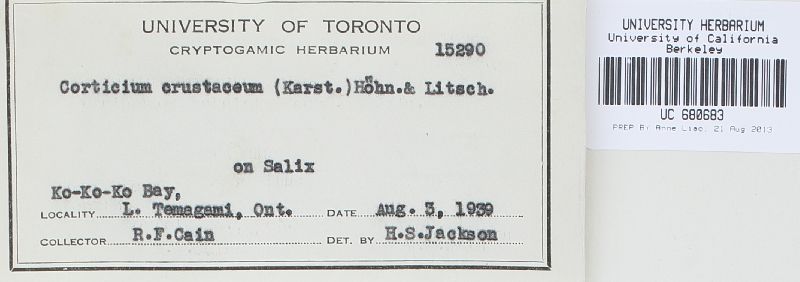 UNIVERSITY OF TORONTO
CRYPTOGAMIC HERBARIUM 15290
Corticium crustaceum (Karst.) Höhn.& Litsch.
on Salix
Ko-Ko-Ko Bay,
LOCALITY L. Temagami, Ont. DATE Aug. 3, 1939
COLLECTOR R.F.Cain DET. BY H.S.Jackson
UNIVERSITY HERBARIUM
University of California
Berkeley
UC 680683
PREP BY Anne Liao, 21 Aug 2013